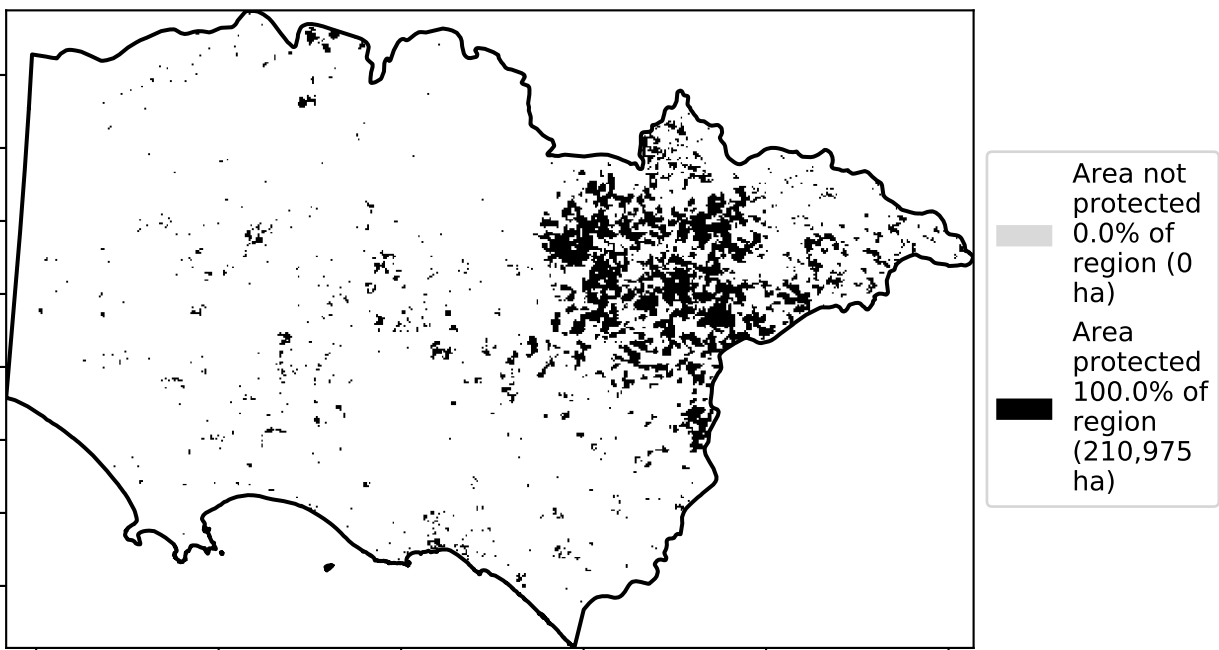 Area not
protected
0.0% of
region (0
ha)
Area
protected
100.0% of
region
(210,975
ha)